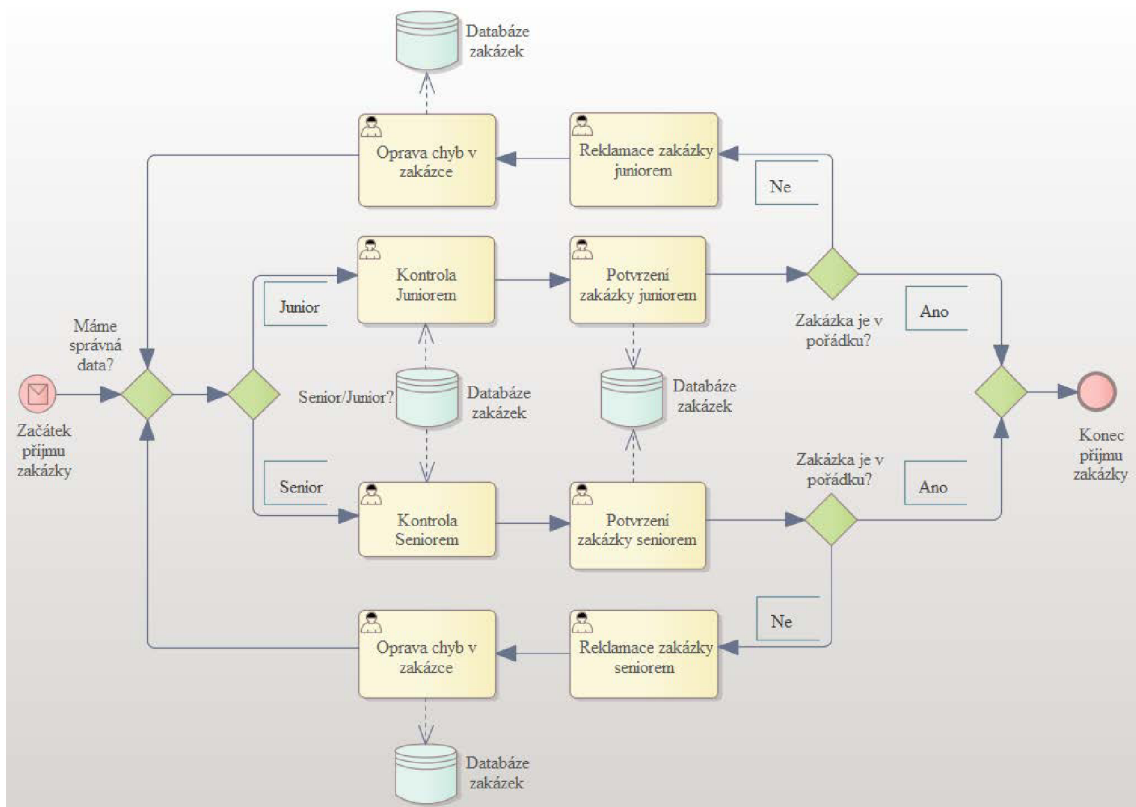 Databáze
zakázek
Oprava chyb v
zakázce
Reklamace zakázky
juniorem
Ne
Kontrola
Juniorem
Potvrzení
zakázky juniorem
Junior
Ano
Zakázka je v
pořádku?
Máme
správná
data?
Senior/Junior?
Databáze
zakázek
Databáze
zakázek
Začátek
příjmu
zakázky
Konec
příjmu
zakázky
Zakázka je v
pořádku?
Senior
Ano
Kontrola
Seniorem
Potvrzení
zakázky seniorem
Ne
Oprava chyb v
zakázce
Reklamace zakázky
seniorem
Databáze
zakázek